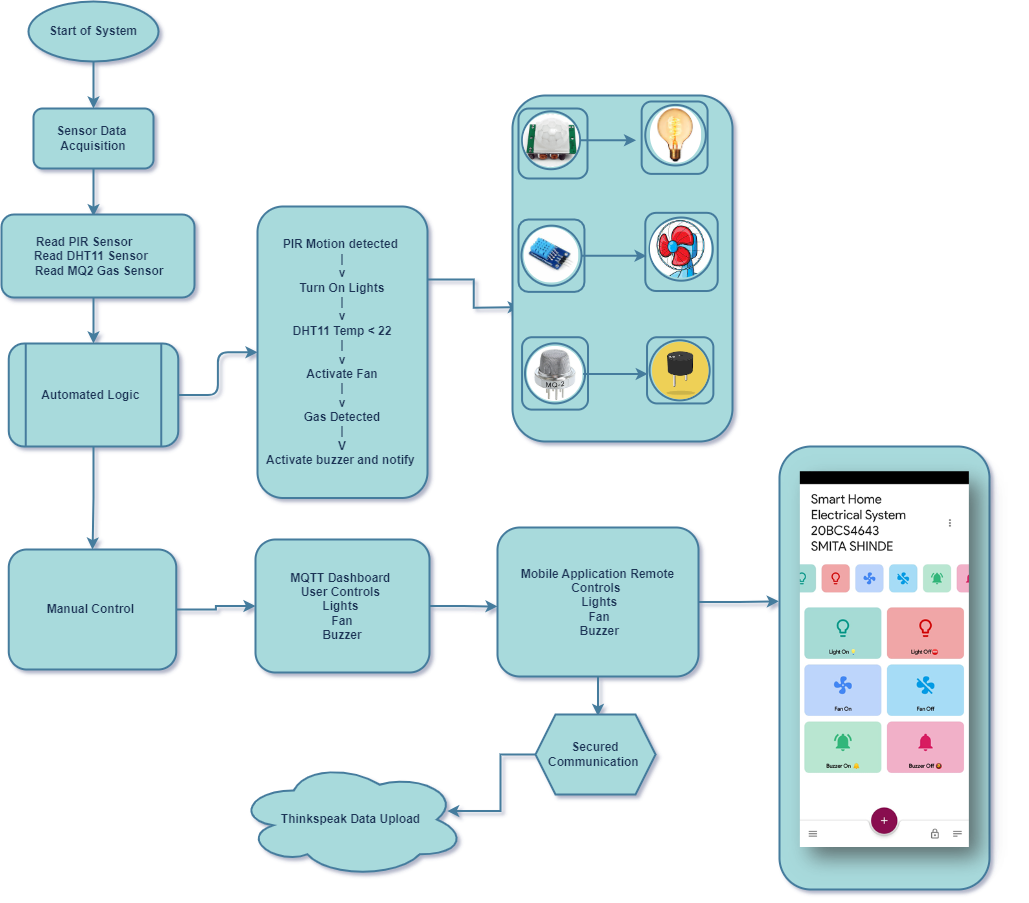 Start of System
Sensor Data
Acquisition
Read PIR Sensor
Read DHT11 Sensor
Read MQ2 Gas Sensor
Automated Logic
PIR Motion detected
|
v
Turn On Lights
|
v
DHT11 Temp < 22
|
v
Activate Fan
|
v
Gas Detected
|
V
Activate buzzer and notify
MQ-2
Manual Control
MQTT Dashboard
User Controls
Lights
Fan
Buzzer
Mobile Application Remote
Controls
Lights
Fan
Buzzer
Secured
Communication
Thinkspeak Data Upload
Smart Home
Electrical System
20BCS4643
SMITA SHINDE
Light On 💡
Light Off ⛔
Fan On
Fan Off
Buzzer On
Buzzer Off
+